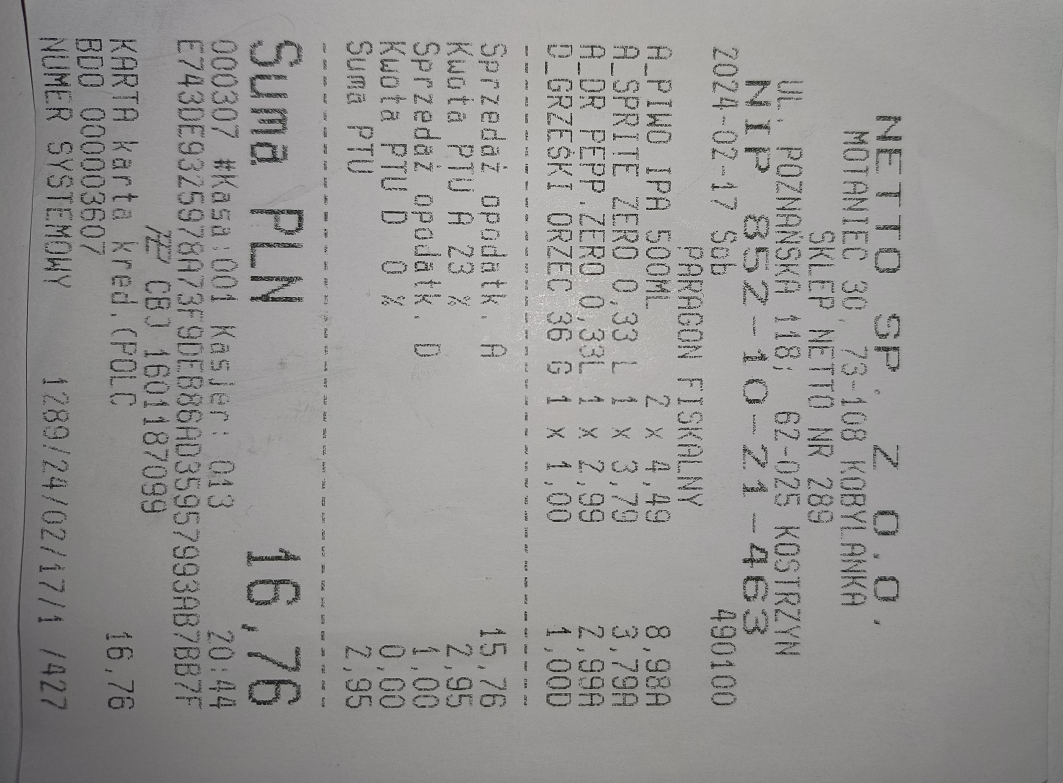 NETTO SP. Z O.O.
MOTANIEC 30, 73-108 KOBYLANKA
SKLEP NETTO NR 289
UL. POZNAŃSKA 118; 62-025 KOSTRZYN
NIP 852-10-21-463
2024-02-17 Sob 490100
PARAGON FISKALNY
A_PIWO IPA 500ML 2 x 4,49 8,98A
A_SPRITE ZERO 0,33 L 1 x 3,79 3,79A
A_DR PEPP.ZERO 0,33L 1 x 2,99 2,99A
D_GRZEŚKI ORZEC 36 G 1 x 1,00 1,00D
Sprzedaż opodatk. A 15,76
Kwota PTU A 23 % 2,95
Sprzedaż opodatk. D 1,00
Kwota PTU D 0 % 0,00
Suma PTU 2,95
Suma PLN 16,76
000307 #Kasa:001 Kasjer: 013 20:44
E743DE9325978A73F9DEB86AD35957993AB7BB7F
CBJ 1601187099
KARTA karta kred.CPOLC 16,76
BDO 000003607
NUMER SYSTEMOWY 1289/24/02/17/1 /427